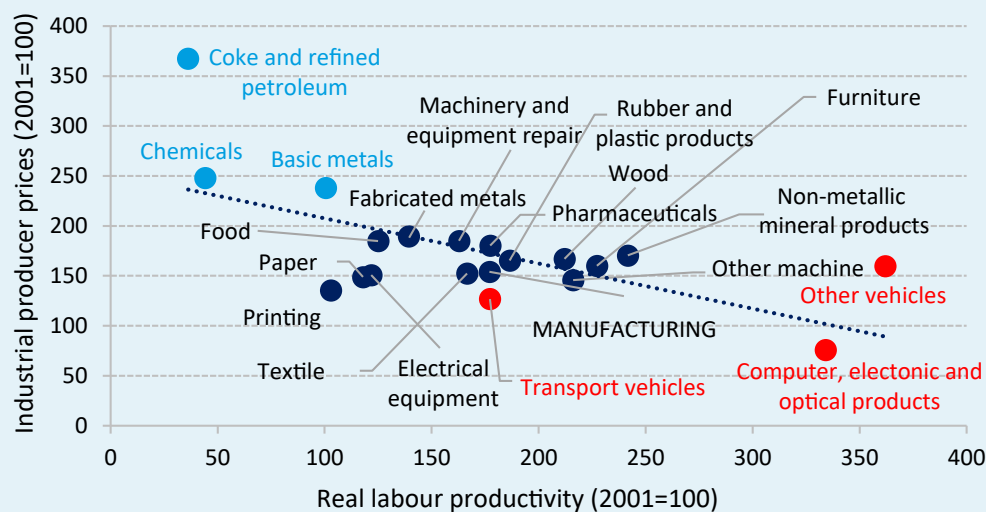 Industrial producer prices (2001=100)
400
350
300
250
200
150
100
50
0
Coke and refined
petroleum
Chemicals
Basic metals
Machinery and
equipment repair
Rubber and
plastic products
Furniture
Fabricated metals
Wood
Non-metallic
mineral products
Food
Pharmaceuticals
Paper
Other machine
Other vehicles
Printing
MANUFACTURING
Textile
Electrical
equipment
Transport vehicles
Computer, electonic and
optical products
0
50
100
150
200
250
300
350
400
Real labour productivity (2001=100)